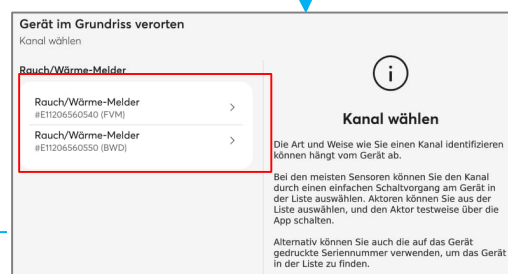 Gerät im Grundriss verorten
Kanal wählen
Rauch/Wärme-Melder
Rauch/Wärme-Melder
#E11206560540 (FVM)
Rauch/Wärme-Melder
#E11206560550 (BWD)
Kanal wählen
Die Art und Weise wie Sie einen Kanal identifizieren
können hängt vom Gerät ab.
Bei den meisten Sensoren können Sie den Kanal
durch einen einfachen Schaltvorgang am Gerät in
der Liste auswählen. Aktoren können Sie aus der
Liste auswählen, und den Aktor testweise über die
App schalten.
Alternativ können Sie auch die auf das Gerät
gedruckte Seriennummer verwenden, um das Gerät
in der Liste zu finden.